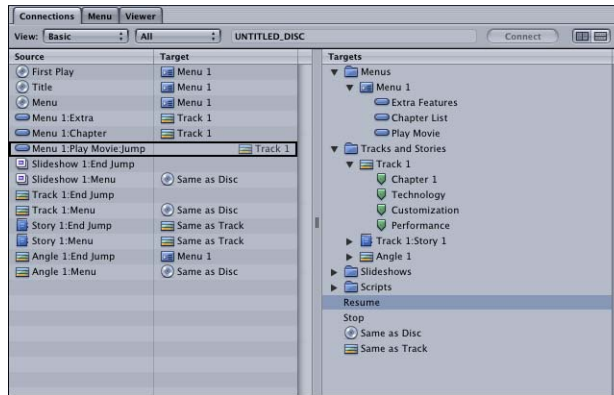 Connections Menu Viewer
View: Basic All UNTITLED_DISC Connect
Source Target
First Play Menu 1
Title Menu 1
Menu Menu 1
Menu 1:Extra Track 1
Menu 1:Chapter Track 1
Menu 1:Play Movie:Jump Track 1
Slideshow 1:End Jump
Slideshow 1:Menu Same as Disc
Track 1:End Jump
Track 1:Menu Same as Disc
Story 1:End Jump Same as Track
Story 1:Menu Same as Track
Angle 1:End Jump Menu 1
Angle 1:Menu Same as Disc
Targets
Menus
Menu 1
Extra Features
Chapter List
Play Movie
Tracks and Stories
Track 1
Chapter 1
Technology
Customization
Performance
Track 1:Story 1
Angle 1
Slideshows
Scripts
Resume
Stop
Same as Disc
Same as Track